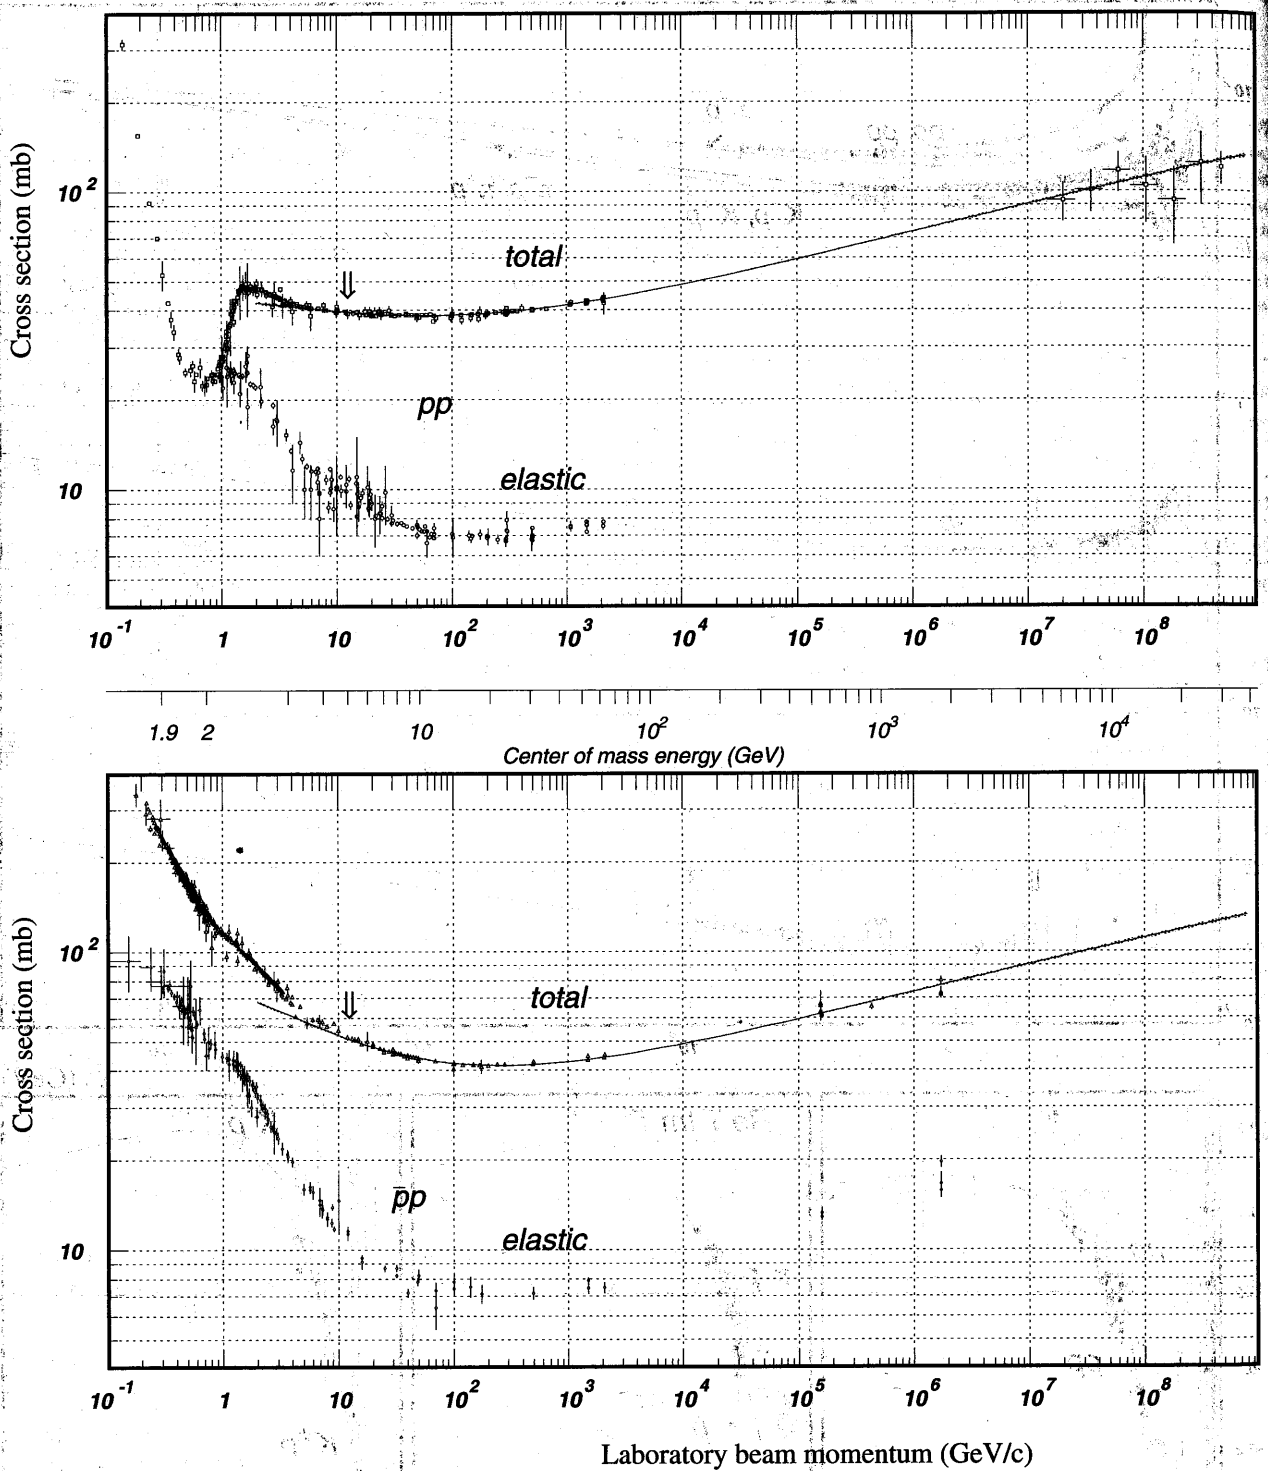 Cross section (mb)
10²
total
⇓
pp
elastic
10
10⁻¹ 1 10 10² 10³ 10⁴ 10⁵ 10⁶ 10⁷ 10⁸
1.9 2 10 10² 10³ 10⁴
Center of mass energy (GeV)
Cross section (mb)
10²
⇓
total
p̄p
elastic
10
10⁻¹ 1 10 10² 10³ 10⁴ 10⁵ 10⁶ 10⁷ 10⁸
Laboratory beam momentum (GeV/c)